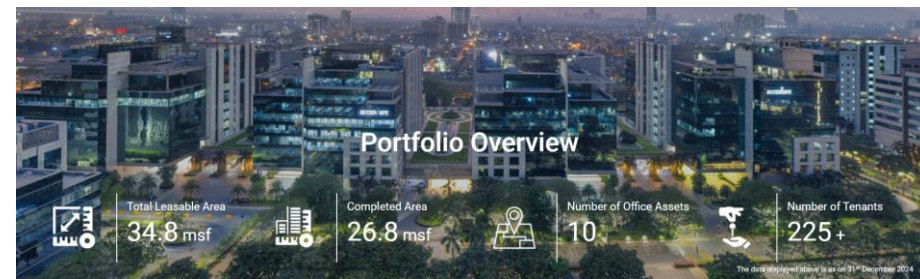 Portfolio Overview
Total Leasable Area
34.8 msf
Completed Area
26.8 msf
Number of Office Assets
10
Number of Tenants
225 +
The data displayed above is as on 31st December 2024